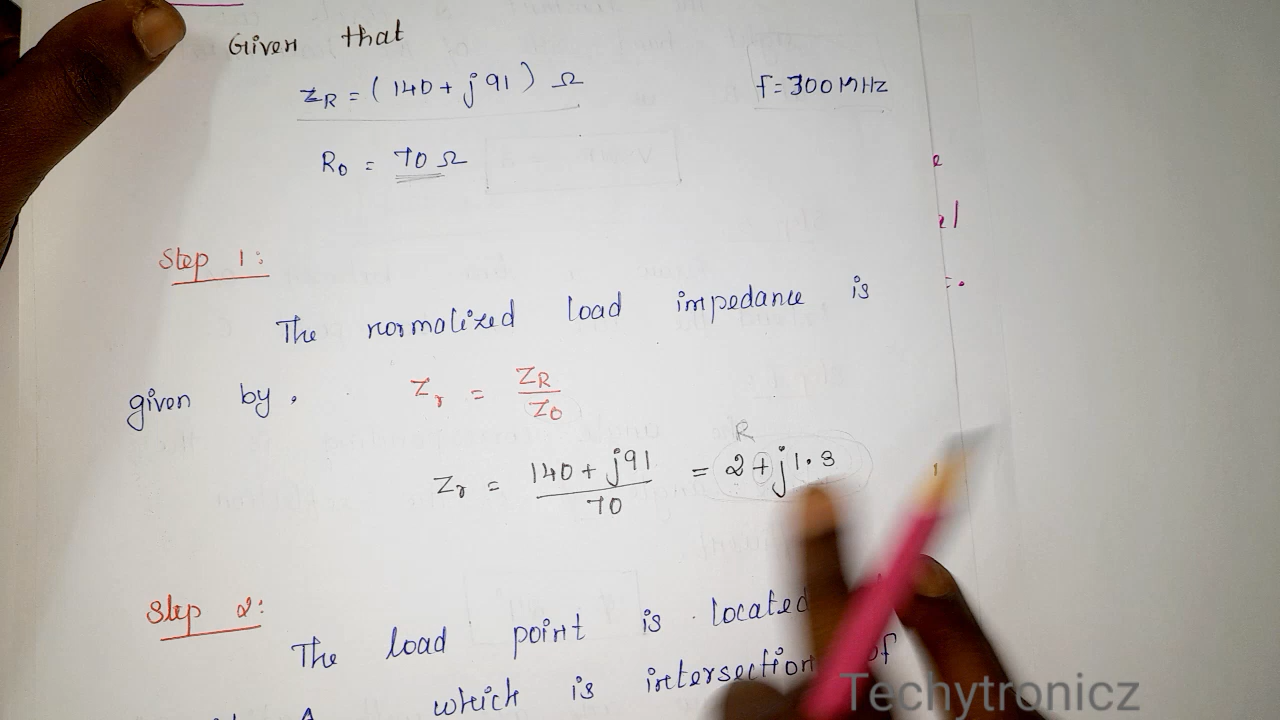 Given that
ZR = (140 + j91) Ω
f = 300 MHz
R0 = 70 Ω
Step 1:
The normalized load impedance is
given by. Zr = ZR / Z0
R
Zr = 140 + j91 / 70 = 2 + j1.3
Step 2:
The load point is located
which is intersection of
Techytronicz